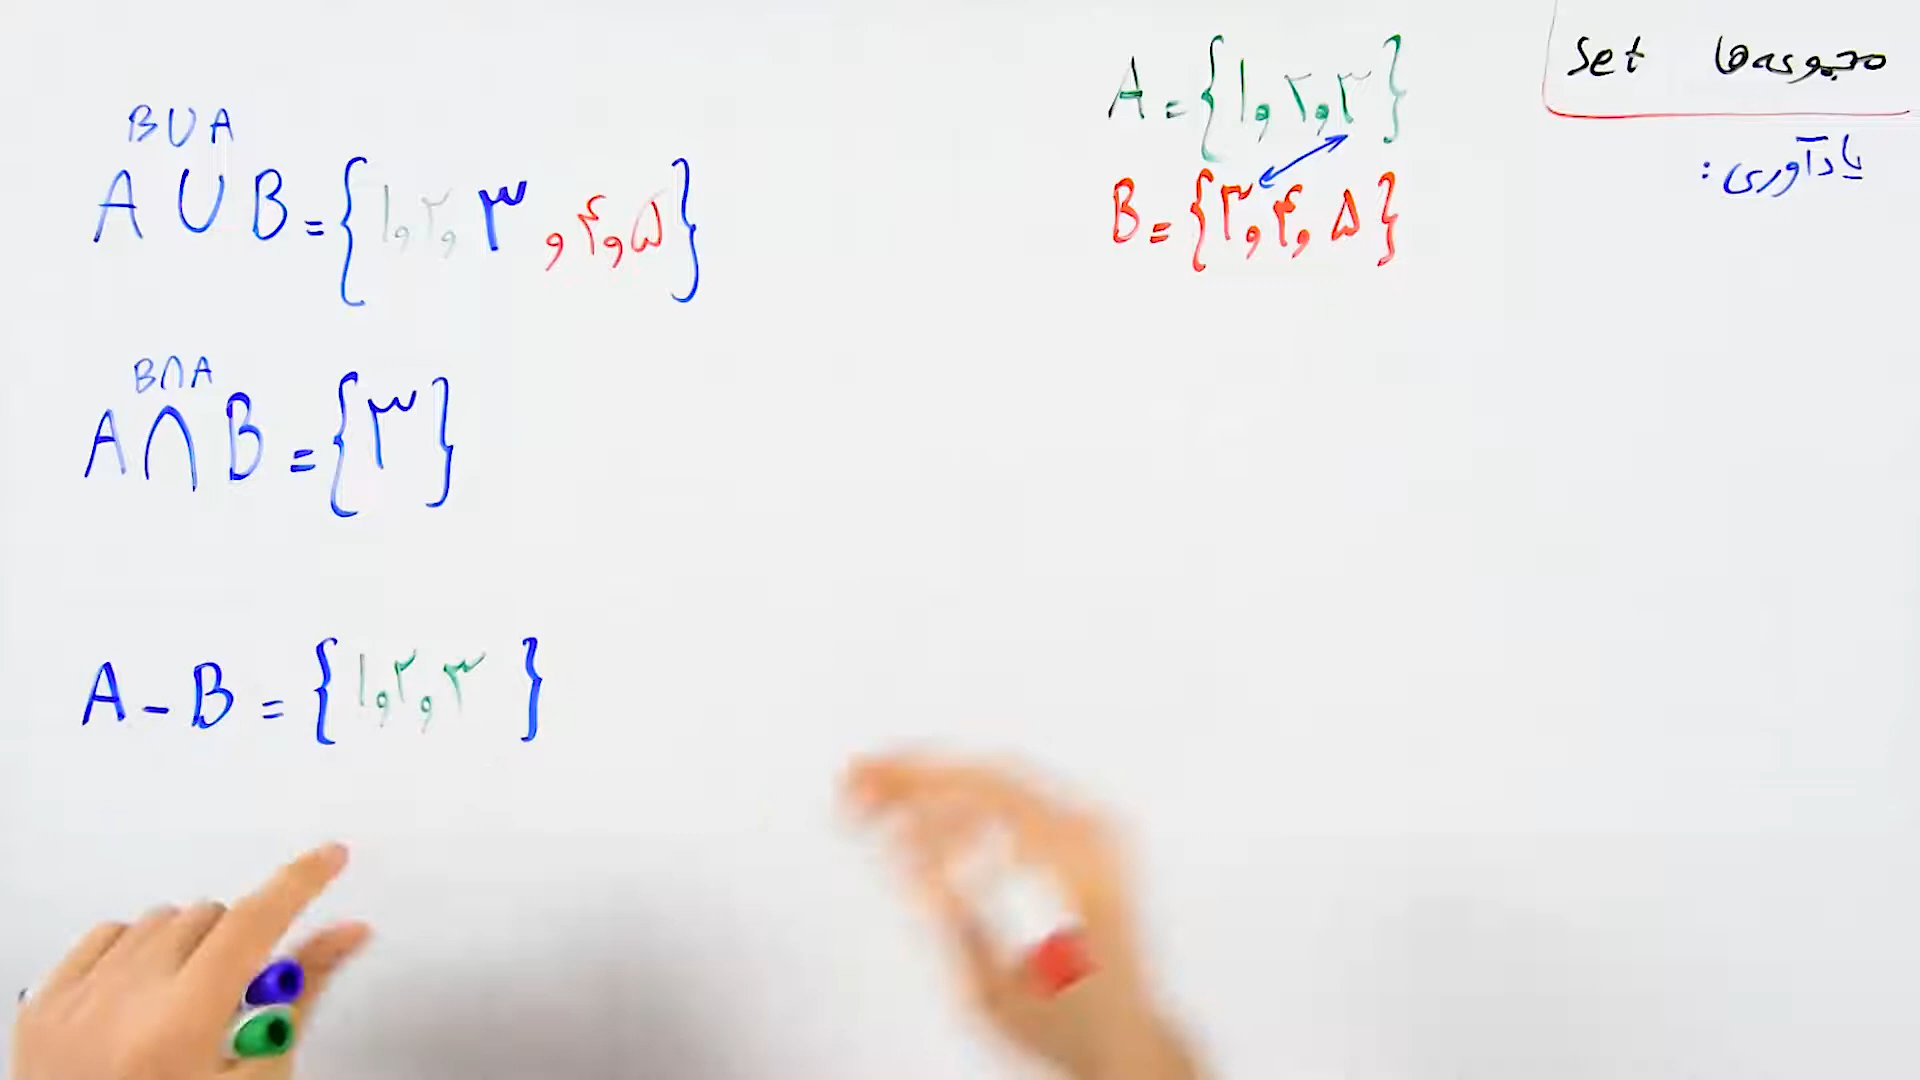 مجموعه‌ها Set
یادآوری:
A = {۱, ۲, ۳}
B = {۳, ۴, ۵}
B ∪ A
A ∪ B = {۱, ۲, ۳, ۴, ۵}
B ∩ A
A ∩ B = {۳}
A - B = {۱, ۲, ۳ }